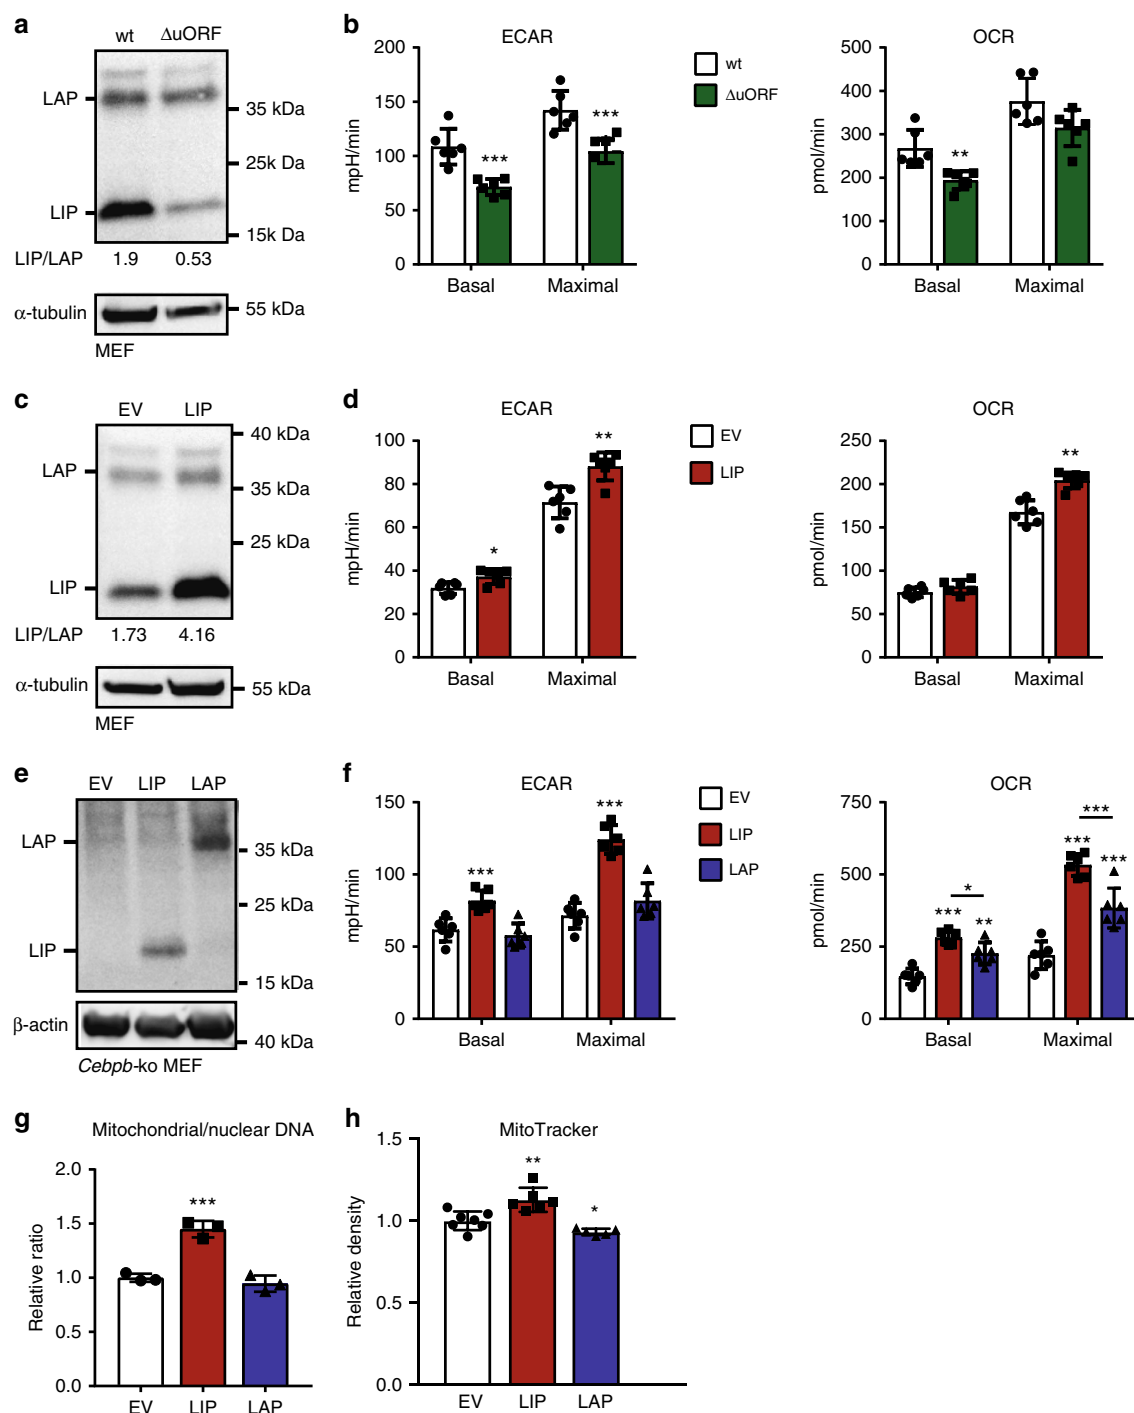 a
wt ΔuORF
LAP
35 kDa
25k Da
LIP
15k Da
LIP/LAP 1.9 0.53
α-tubulin 55 kDa
MEF
b
ECAR
200
150
100
50
0
mpH/min
***
***
Basal Maximal
wt
ΔuORF
OCR
500
400
300
200
100
0
pmol/min
**
Basal Maximal
c
EV LIP
40 kDa
LAP
35 kDa
25 kDa
LIP
LIP/LAP 1.73 4.16
α-tubulin 55 kDa
MEF
d
ECAR
100
80
60
40
20
0
mpH/min
*
**
Basal Maximal
EV
LIP
OCR
250
200
150
100
50
0
pmol/min
**
Basal Maximal
e
EV LIP LAP
LAP
35 kDa
25 kDa
LIP
15 kDa
β-actin
40 kDa
Cebpb-ko MEF
f
ECAR
150
100
50
0
mpH/min
***
***
Basal Maximal
EV
LIP
LAP
OCR
750
500
250
0
pmol/min
*
*** **
***
*** ***
Basal Maximal
g
Mitochondrial/nuclear DNA
2.0
1.5
1.0
0.5
0.0
Relative ratio
***
EV LIP LAP
h
MitoTracker
1.5
1.0
0.5
0.0
Relative density
**
*
EV LIP LAP